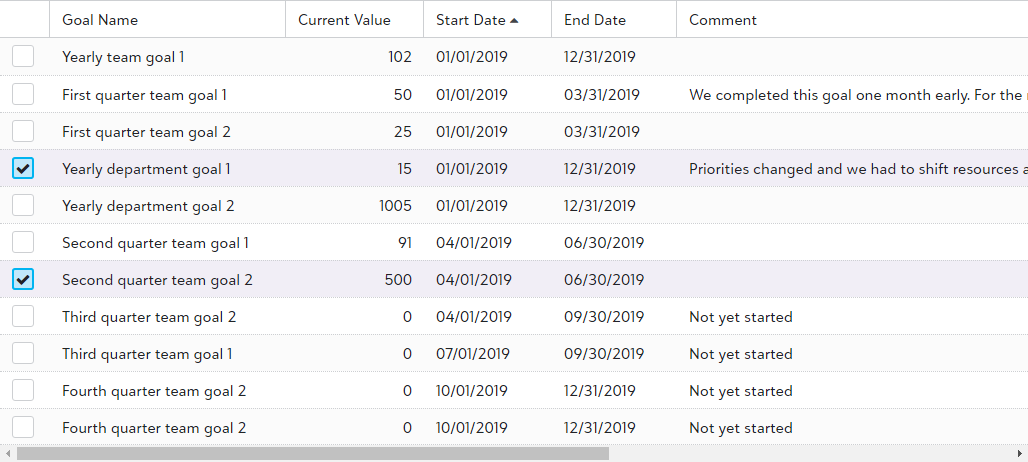 Goal Name Current Value Start Date End Date Comment
Yearly team goal 1 102 01/01/2019 12/31/2019
First quarter team goal 1 50 01/01/2019 03/31/2019 We completed this goal one month early. For the
First quarter team goal 2 25 01/01/2019 03/31/2019
Yearly department goal 1 15 01/01/2019 12/31/2019 Priorities changed and we had to shift resources
Yearly department goal 2 1005 01/01/2019 12/31/2019
Second quarter team goal 1 91 04/01/2019 06/30/2019
Second quarter team goal 2 500 04/01/2019 06/30/2019
Third quarter team goal 2 0 04/01/2019 09/30/2019 Not yet started
Third quarter team goal 1 0 07/01/2019 09/30/2019 Not yet started
Fourth quarter team goal 2 0 10/01/2019 12/31/2019 Not yet started
Fourth quarter team goal 2 0 10/01/2019 12/31/2019 Not yet started